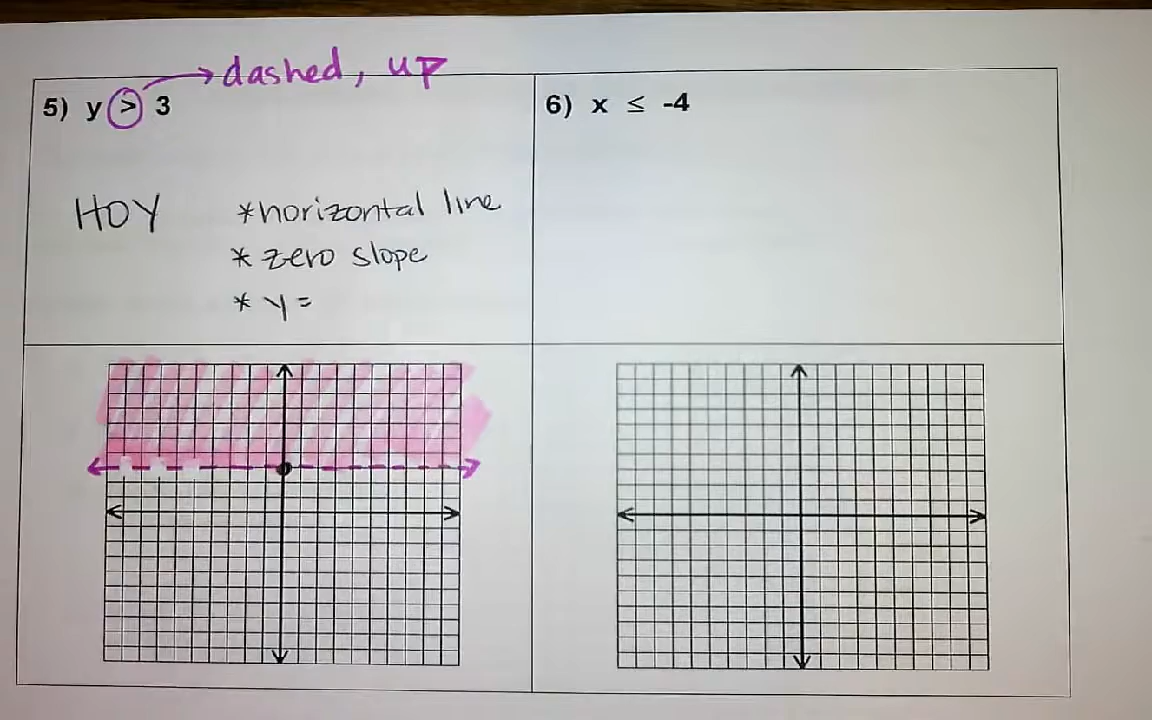 → dashed, up
5) y > 3
HOY
*horizontal line
* zero slope
* y =
6) x ≤ -4